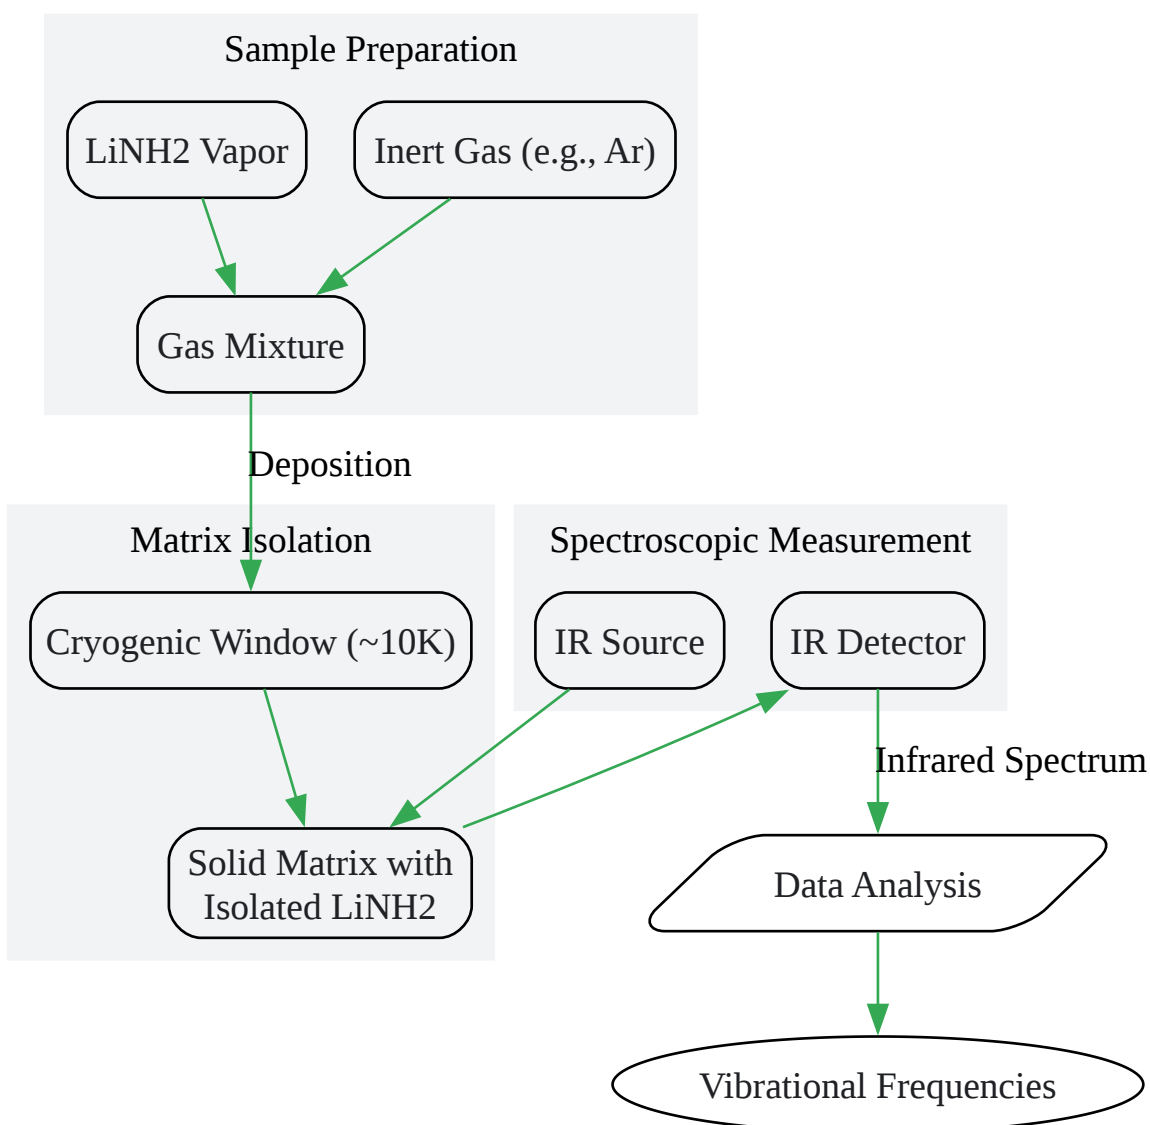 Sample Preparation
LiNH2 Vapor
Inert Gas (e.g., Ar)
Gas Mixture
Deposition
Matrix Isolation
Spectroscopic Measurement
Cryogenic Window (~10K)
IR Source
IR Detector
Infrared Spectrum
Solid Matrix with
Isolated LiNH2
Data Analysis
Vibrational Frequencies